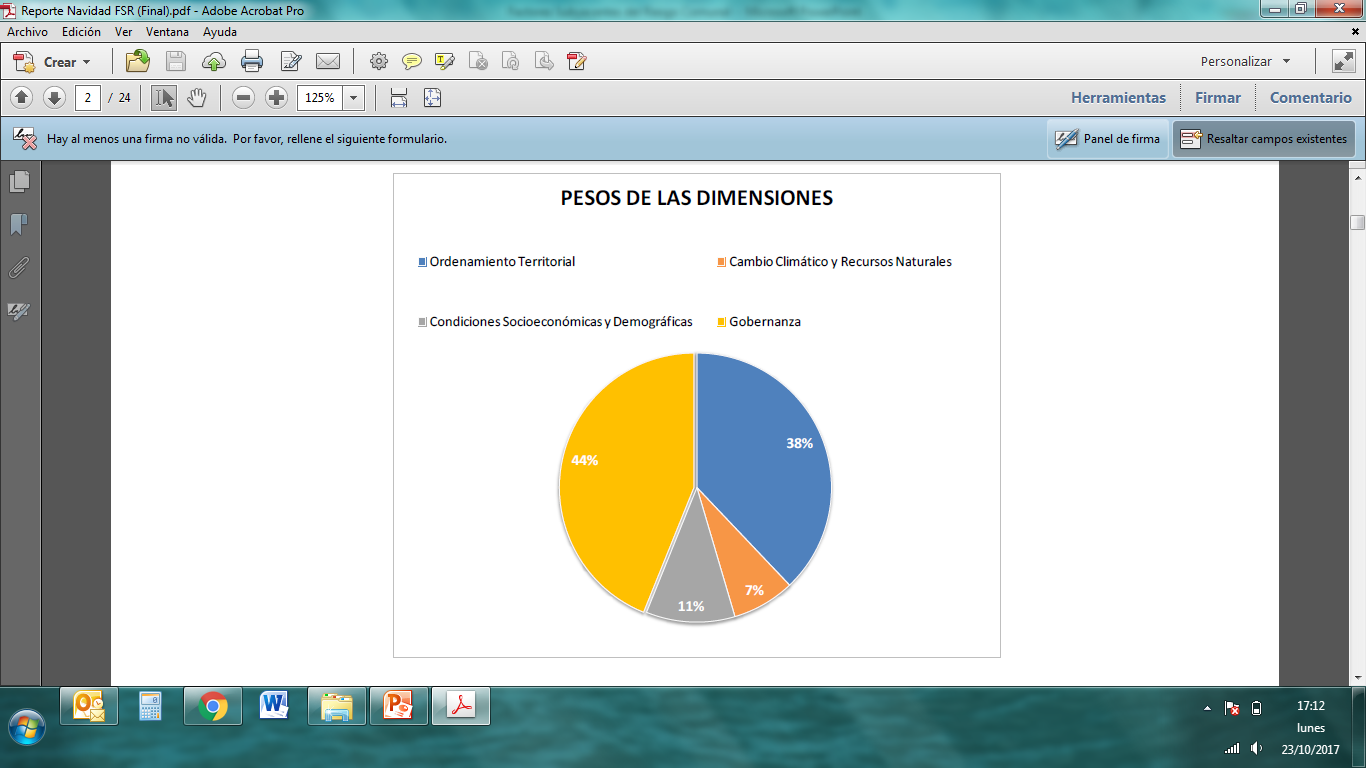 Reporte Navidad FSR (Final).pdf - Adobe Acrobat Pro
Archivo Edición Ver Ventana Ayuda
Crear Personalizar
2 / 24 125% Herramientas Firmar Comentario
Hay al menos una firma no válida. Por favor, rellene el siguiente formulario. Panel de firma Resaltar campos existentes
PESOS DE LAS DIMENSIONES
Ordenamiento Territorial Cambio Climático y Recursos Naturales
Condiciones Socioeconómicas y Demográficas Gobernanza
38%
44%
7%
11%
17:12
lunes
23/10/2017